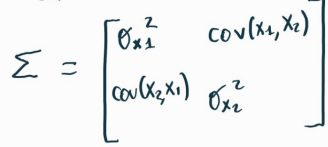 σx1² cov(x1,x2)
Σ =
cov(x2,x1) σx2²